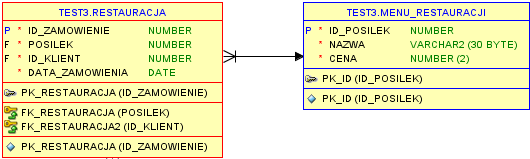 TEST3.RESTAURACJA
P * ID_ZAMOWIENIE NUMBER
F * POSILEK NUMBER
F * ID_KLIENT NUMBER
* DATA_ZAMOWIENIA DATE
PK_RESTAURACJA (ID_ZAMOWIENIE)
FK_RESTAURACJA (POSILEK)
FK_RESTAURACJA2 (ID_KLIENT)
PK_RESTAURACJA (ID_ZAMOWIENIE)
TEST3.MENU_RESTAURACJI
P * ID_POSILEK NUMBER
* NAZWA VARCHAR2 (30 BYTE)
* CENA NUMBER (2)
PK_ID (ID_POSILEK)
PK_ID (ID_POSILEK)